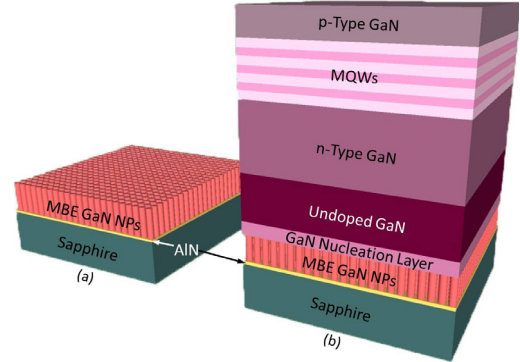 p-Type GaN
MQWs
n-Type GaN
Undoped GaN
GaN Nucleation Layer
MBE GaN NPs
Sapphire
(b)
MBE GaN NPs
AlN
Sapphire
(a)